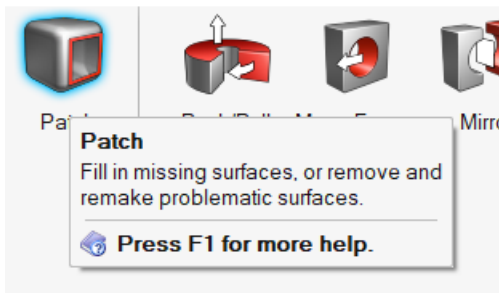 Patch
Fill in missing surfaces, or remove and
remake problematic surfaces.
Press F1 for more help.